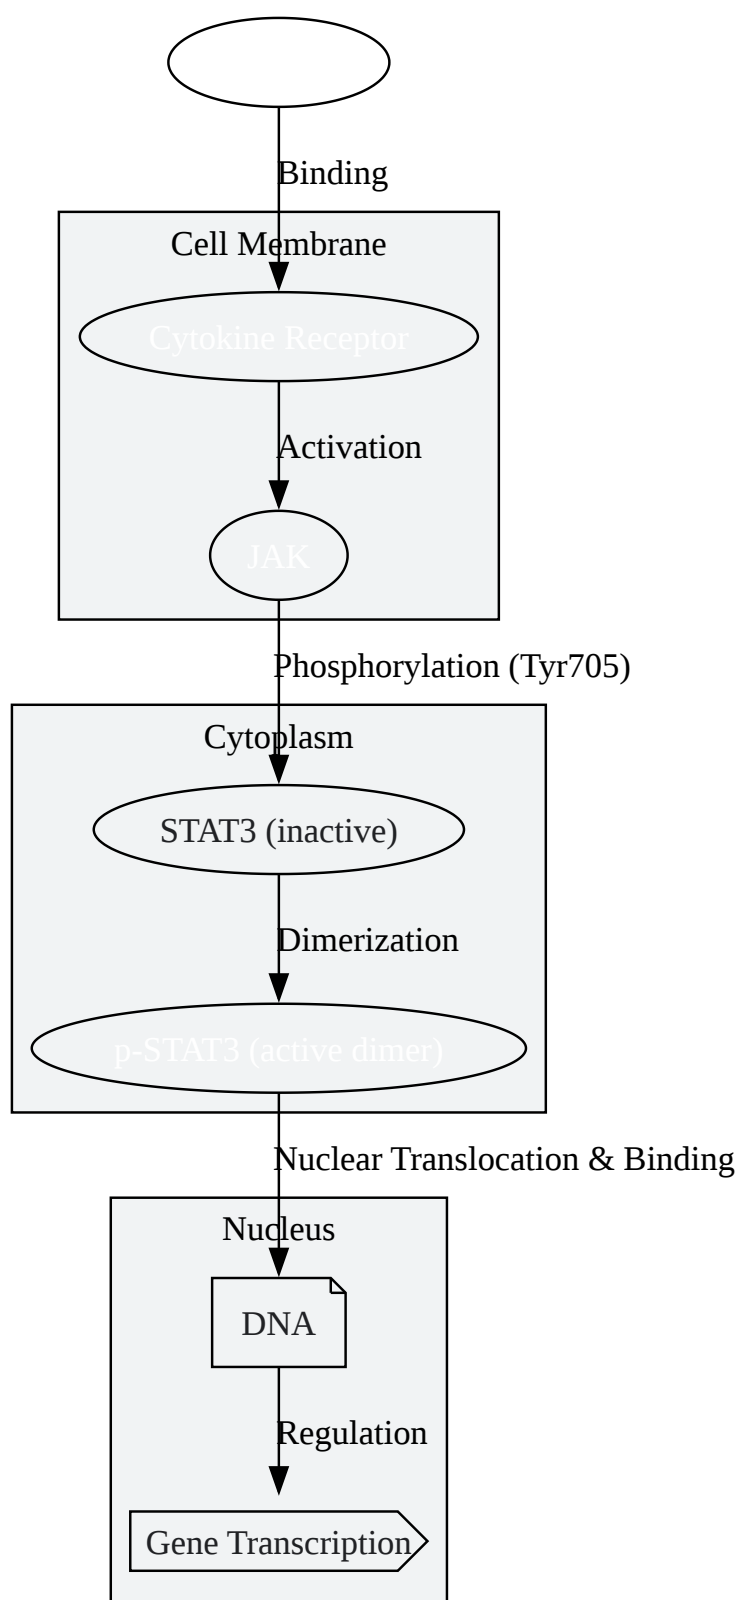 Binding
Cell Membrane
Cytokine Receptor
Activation
JAK
Phosphorylation (Tyr705)
Cytoplasm
STAT3 (inactive)
Dimerization
p-STAT3 (active dimer)
Nuclear Translocation & Binding
Nucleus
DNA
Regulation
Gene Transcription